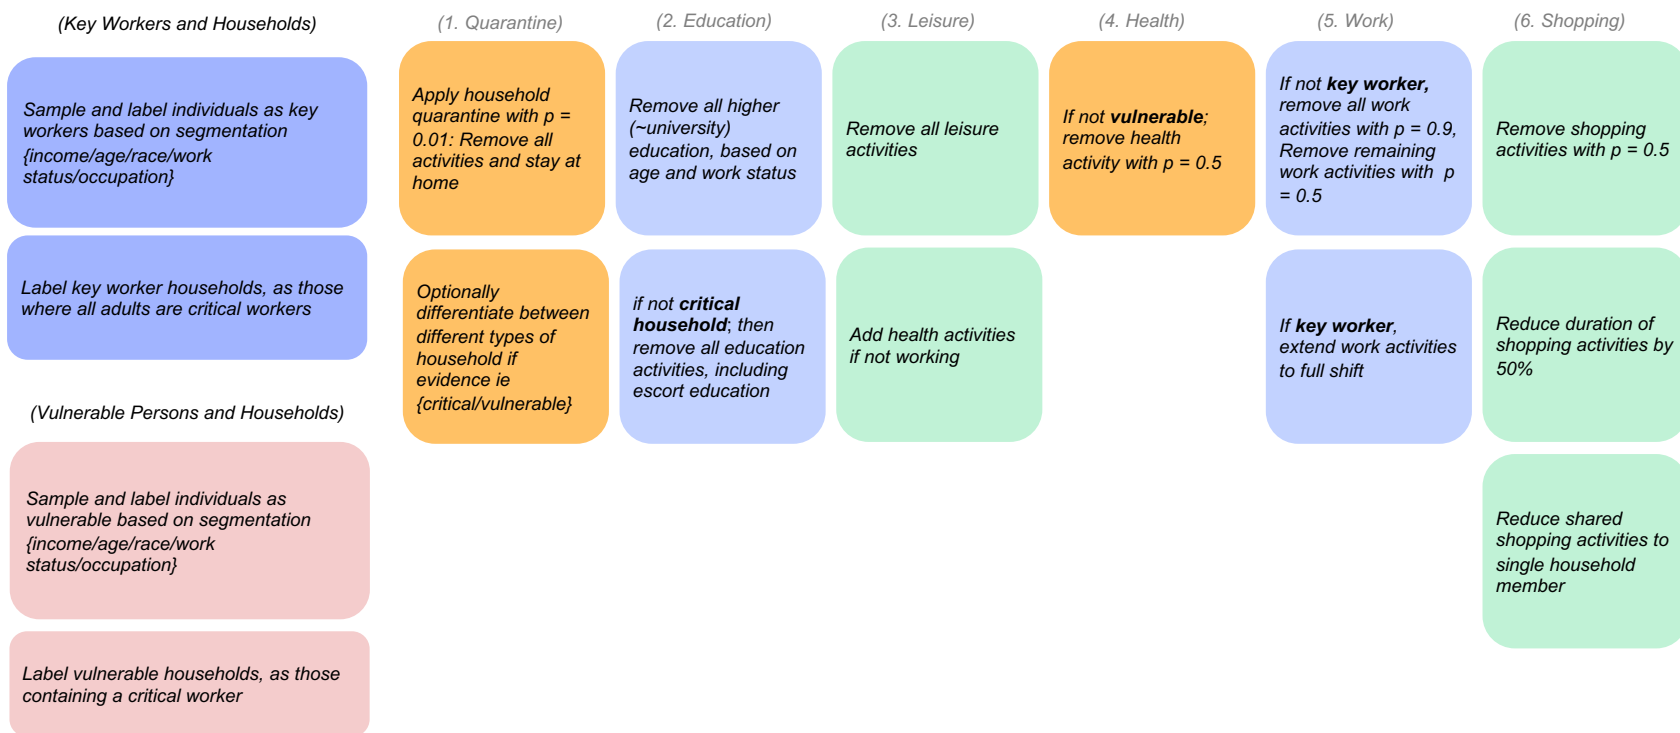 (Key Workers and Households)
Sample and label individuals as key
workers based on segmentation
{income/age/race/work
status/occupation}
Label key worker households, as those
where all adults are critical workers
(Vulnerable Persons and Households)
Sample and label individuals as
vulnerable based on segmentation
{income/age/race/work
status/occupation}
Label vulnerable households, as those
containing a critical worker
(1. Quarantine)
Apply household
quarantine with p =
0.01: Remove all
activities and stay at
home
Optionally
differentiate between
different types of
household if
evidence ie
{critical/vulnerable}
(2. Education)
Remove all higher
(~university)
education, based on
age and work status
if not critical
household; then
remove all education
activities, including
escort education
(3. Leisure)
Remove all leisure
activities
Add health activities
if not working
(4. Health)
If not vulnerable;
remove health
activity with p = 0.5
(5. Work)
If not key worker,
remove all work
activities with p = 0.9,
Remove remaining
work activities with p
= 0.5
If key worker,
extend work activities
to full shift
(6. Shopping)
Remove shopping
activities with p = 0.5
Reduce duration of
shopping activities by
50%
Reduce shared
shopping activities to
single household
member